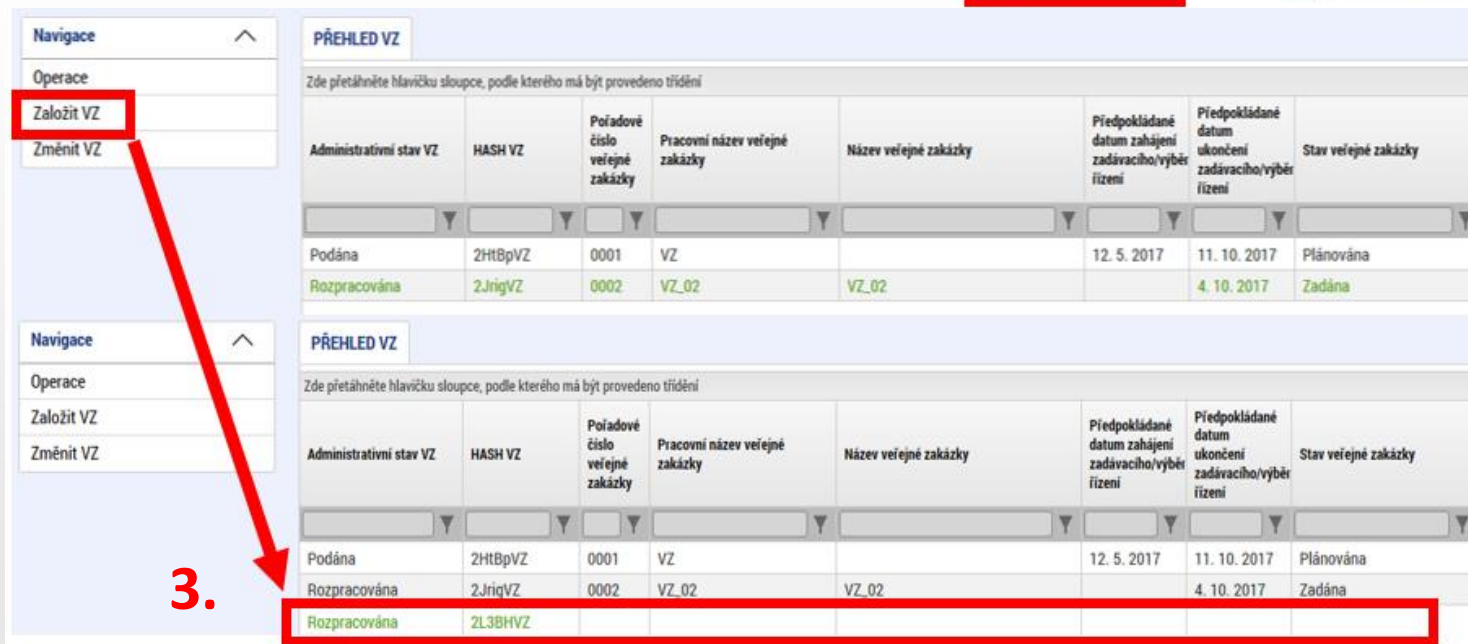 Navigace
PŘEHLED VZ
Operace
Založit VZ
Změnit VZ
Zde přetáhněte hlavičku sloupce, podle kterého má být provedeno třídění
Administrativní stav VZ
HASH VZ
Pořadové
číslo
veřejné
zakázky
Pracovní název veřejné
zakázky
Název veřejné zakázky
Předpokládané
datum zahájení
zadávacího/výběr
řízení
Předpokládané
datum
ukončení
zadávacího/výběr
řízení
Stav veřejné zakázky
Podána 2HtBpVZ 0001 VZ 12. 5. 2017 11. 10. 2017 Plánována
Rozpracována 2JrigVZ 0002 VZ_02 VZ_02 4. 10. 2017 Zadána
Navigace
PŘEHLED VZ
Operace
Založit VZ
Změnit VZ
Zde přetáhněte hlavičku sloupce, podle kterého má být provedeno třídění
Administrativní stav VZ
HASH VZ
Pořadové
číslo
veřejné
zakázky
Pracovní název veřejné
zakázky
Název veřejné zakázky
Předpokládané
datum zahájení
zadávacího/výběr
řízení
Předpokládané
datum
ukončení
zadávacího/výběr
řízení
Stav veřejné zakázky
Podána 2HtBpVZ 0001 VZ 12. 5. 2017 11. 10. 2017 Plánována
3.
Rozpracována 2JrigVZ 0002 VZ_02 VZ_02 4. 10. 2017 Zadána
Rozpracována 2L3BHVZ